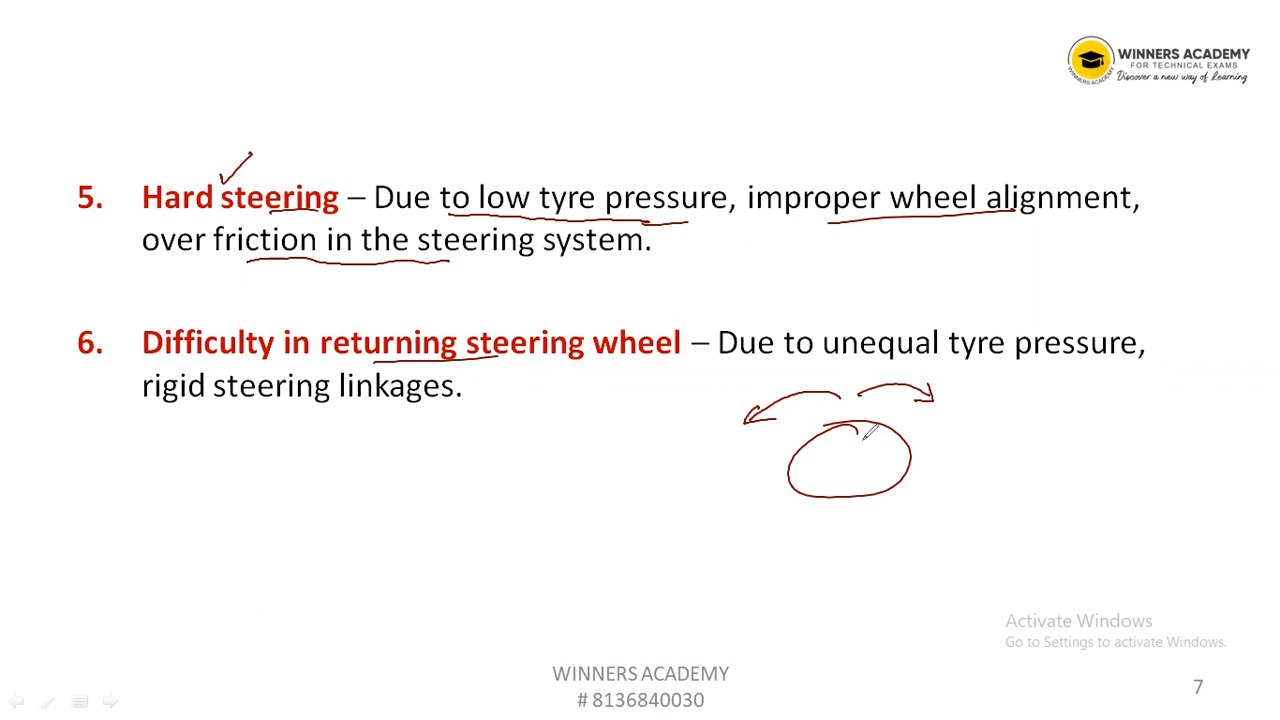 WINNERS ACADEMY
FOR TECHNICAL EXAMS
Discover a new way of Learning
WINNERS ACADEMY
5. Hard steering – Due to low tyre pressure, improper wheel alignment,
over friction in the steering system.
6. Difficulty in returning steering wheel – Due to unequal tyre pressure,
rigid steering linkages.
Activate Windows
Go to Settings to activate Windows.
WINNERS ACADEMY
# 8136840030
7